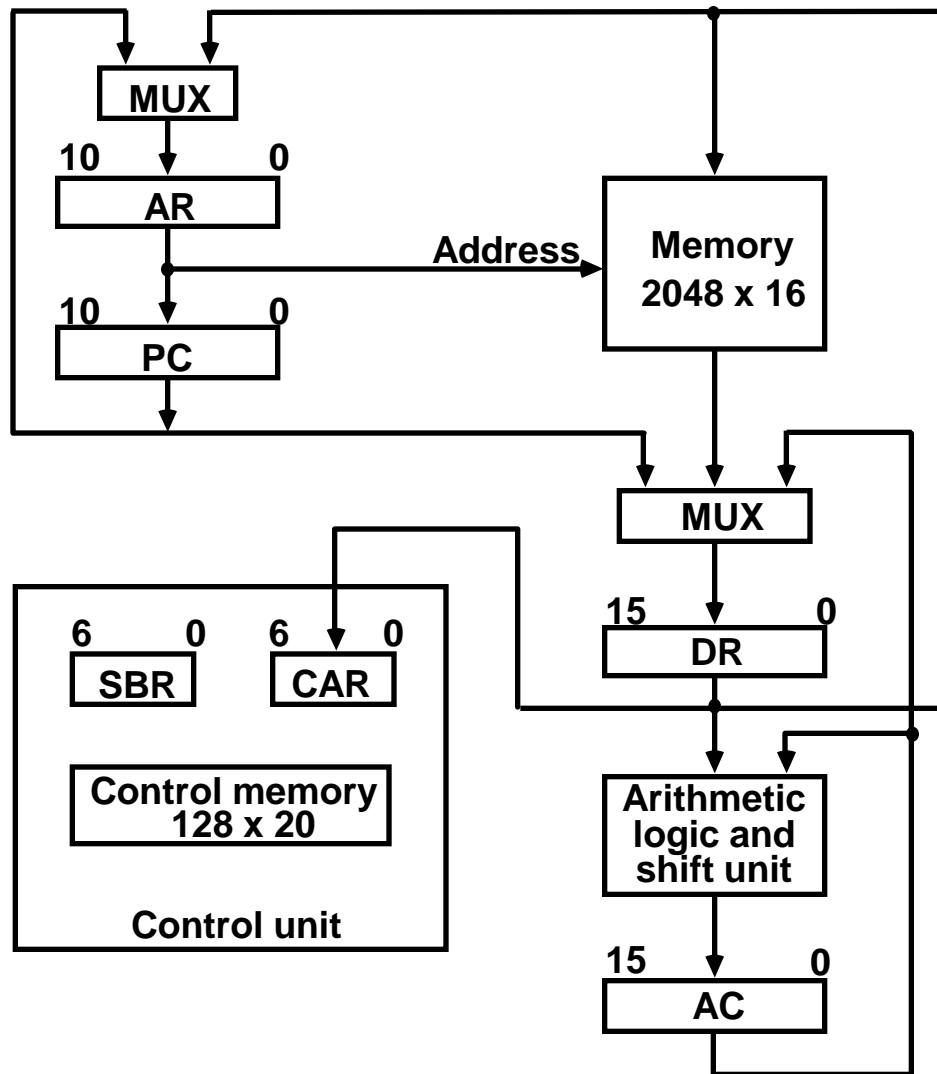 MUX
10 0
AR
Address
Memory
2048 x 16
10 0
PC
MUX
15 0
DR
6 0 6 0
SBR CAR
Control memory
128 x 20
Arithmetic
logic and
shift unit
Control unit
15 0
AC